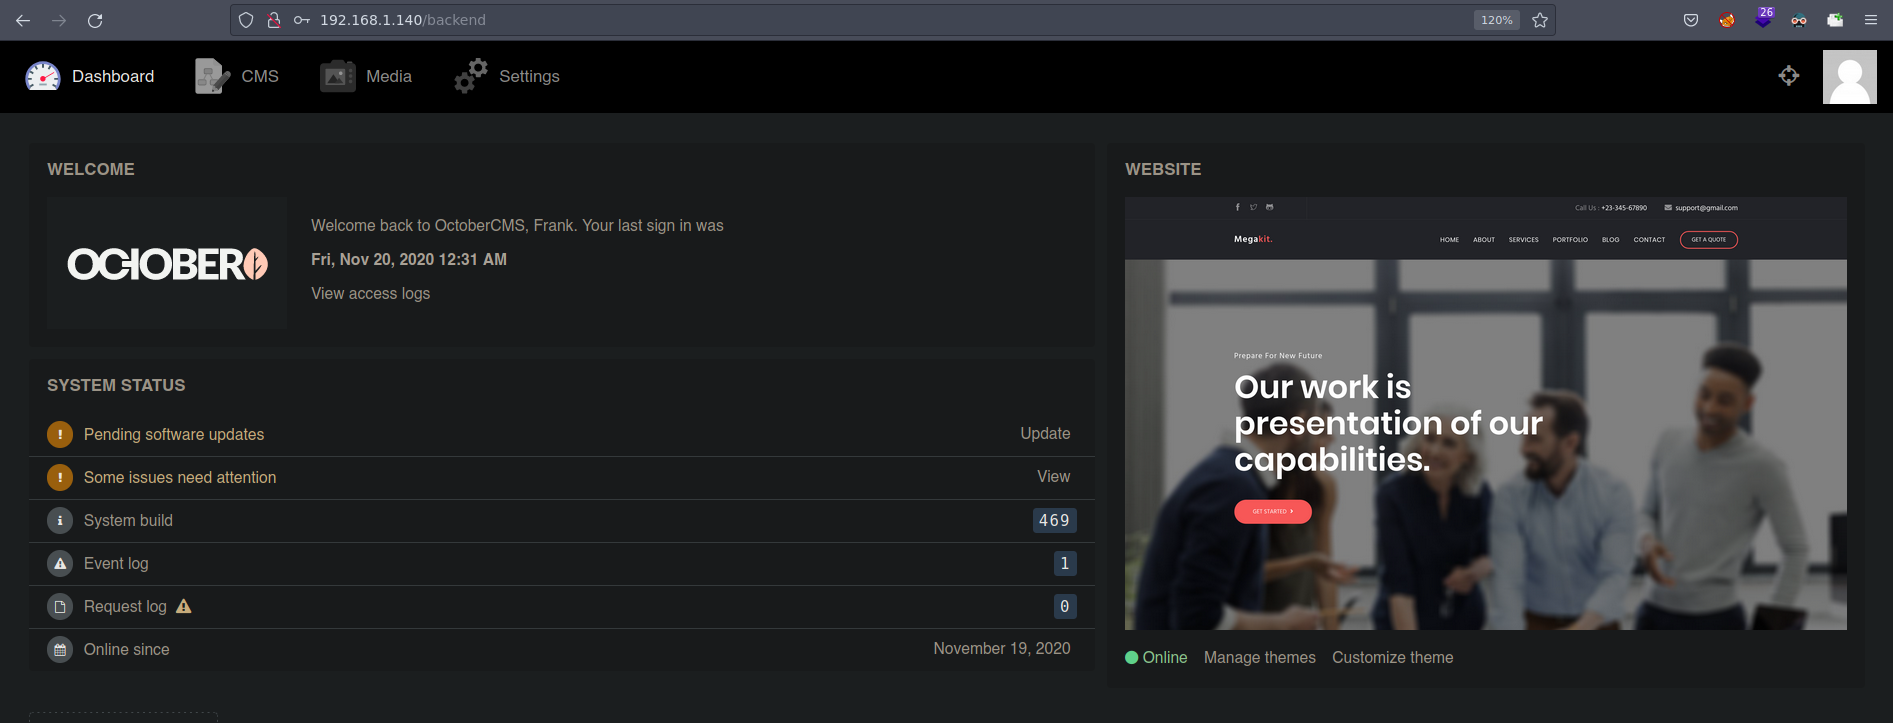 192.168.1.140/backend
120%
26
Dashboard
CMS
Media
Settings
WELCOME
OCTOBER
Welcome back to OctoberCMS, Frank. Your last sign in was
Fri, Nov 20, 2020 12:31 AM
View access logs
SYSTEM STATUS
Pending software updates
Update
Some issues need attention
View
System build
469
Event log
1
Request log
0
Online since
November 19, 2020
WEBSITE
Call Us : +23-345-67890
support@gmail.com
Megakit.
HOME ABOUT SERVICES PORTFOLIO BLOG CONTACT GET A QUOTE
Prepare For New Future
Our work is
presentation of our
capabilities.
GET STARTED
Online Manage themes Customize theme